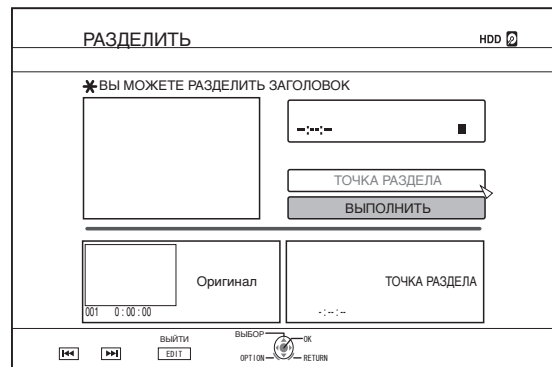 РАЗДЕЛИТЬ HDD
✱ВЫ МОЖЕТЕ РАЗДЕЛИТЬ ЗАГОЛОВОК
–:––:–
ТОЧКА РАЗДЕЛА
ВЫПОЛНИТЬ
Оригинал
001 0:00:00
ТОЧКА РАЗДЕЛА
-:--:--
ВЫЙТИ
EDIT
ВЫБОР
OK
OPTION
RETURN